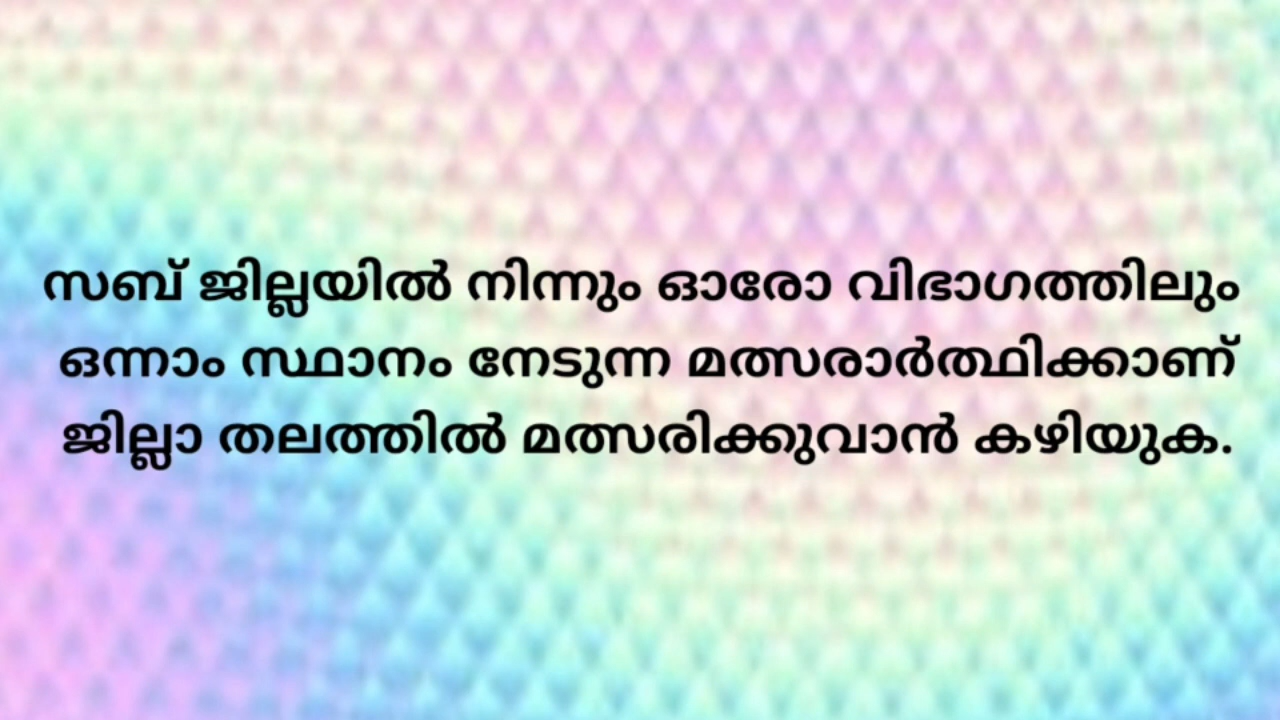 സബ് ജില്ലയിൽ നിന്നും ഓരോ വിഭാഗത്തിലും
ഒന്നാം സ്ഥാനം നേടുന്ന മത്സരാർത്ഥിക്കാണ്
ജില്ലാ തലത്തിൽ മത്സരിക്കുവാൻ കഴിയുക.